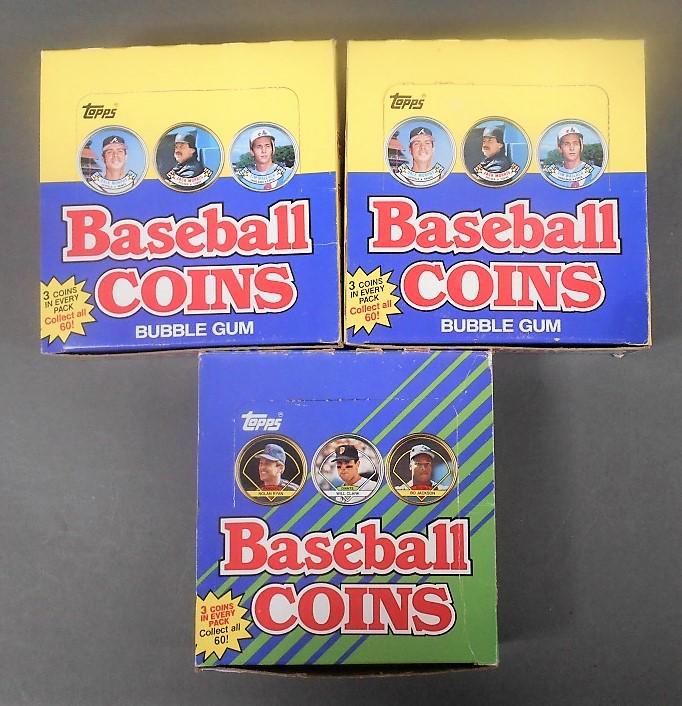 Topps®
Baseball
COINS
3 COINS
IN EVERY
PACK
Collect all
60!
BUBBLE GUM
Topps®
Baseball
COINS
3 COINS
IN EVERY
PACK
Collect all
60!
BUBBLE GUM
Topps®
NOLAN RYAN
GIANTS
WILL CLARK
BO JACKSON
Baseball
COINS
3 COINS
IN EVERY
PACK
Collect all
60!